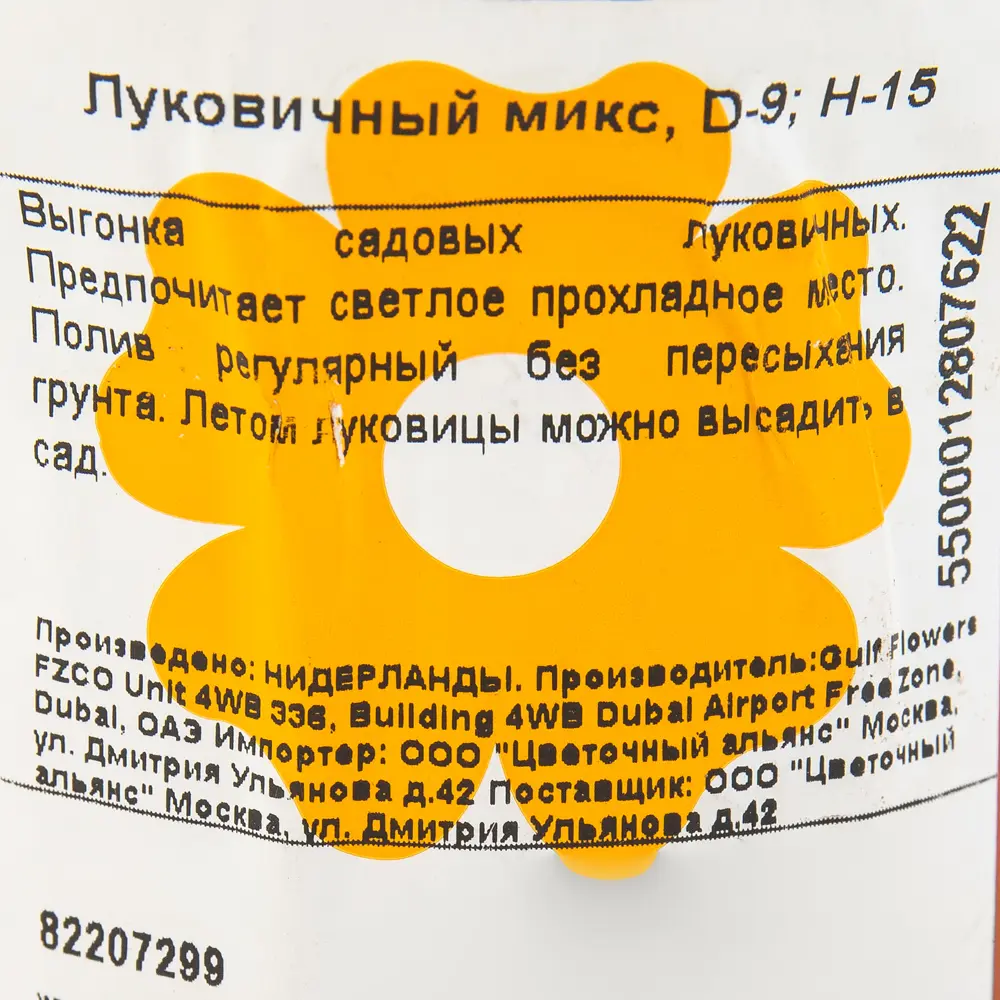 Луковичный микс, D-9; H-15
Выгонка садовых луковичных.
Предпочитает светлое прохладное место.
Полив регулярный без пересыхания
грунта. Летом луковицы можно высадить в
сад.
5500012807622
Произведено: НИДЕРЛАНДЫ. Производитель:Gulf Flowers
FZCO Unit 4WB 336, Building 4WB Dubai Airport Free Zone,
Dubai, ОАЭ Импортер: ООО "Цветочный альянс" Москва,
ул. Дмитрия Ульянова д.42 Поставщик: ООО "Цветочный
альянс" Москва, ул. Дмитрия Ульянова д.42
82207299